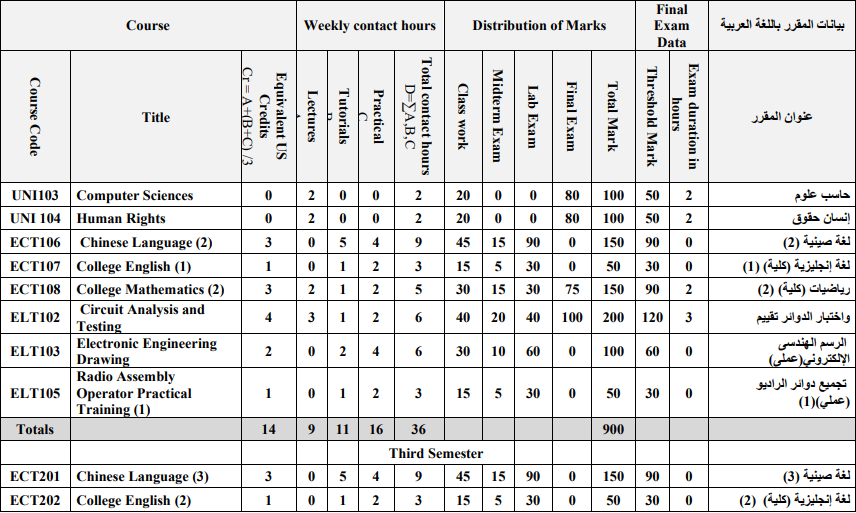 Course Weekly contact hours Distribution of Marks Final Exam Data بيانات المقرر باللغة العربية
Course Code Title Equivalent US Credits Cr = A+(B+C) /3 Lectures Tutorials Practical Total contact hours D=∑A,B,C Class work Midterm Exam Lab Exam Final Exam Total Mark Threshold Mark Exam duration in hours عنوان المقرر
UNI103 Computer Sciences 0 2 0 0 2 20 0 0 80 100 50 2 حاسب علوم
UNI 104 Human Rights 0 2 0 0 2 20 0 0 80 100 50 2 إنسان حقوق
ECT106 Chinese Language (2) 3 0 5 4 9 45 15 90 0 150 90 0 لغة صينية (2)
ECT107 College English (1) 1 0 1 2 3 15 5 30 0 50 30 0 لغة إنجليزية (كلية) (1)
ECT108 College Mathematics (2) 3 2 1 2 5 30 15 30 75 150 90 2 رياضيات (كلية) (2)
ELT102 Circuit Analysis and Testing 4 3 1 2 6 40 20 40 100 200 120 3 واختبار الدوائر تقييم
ELT103 Electronic Engineering Drawing 2 0 2 4 6 30 10 60 0 100 60 0 الرسم الهندسى الإلكتروني(عملي)
ELT105 Radio Assembly Operator Practical Training (1) 1 0 1 2 3 15 5 30 0 50 30 0 تجميع دوائر الراديو (عملي)(1)
Totals 14 9 11 16 36 900
Third Semester
ECT201 Chinese Language (3) 3 0 5 4 9 45 15 90 0 150 90 0 لغة صينية (3)
ECT202 College English (2) 1 0 1 2 3 15 5 30 0 50 30 0 لغة إنجليزية (كلية) (2)